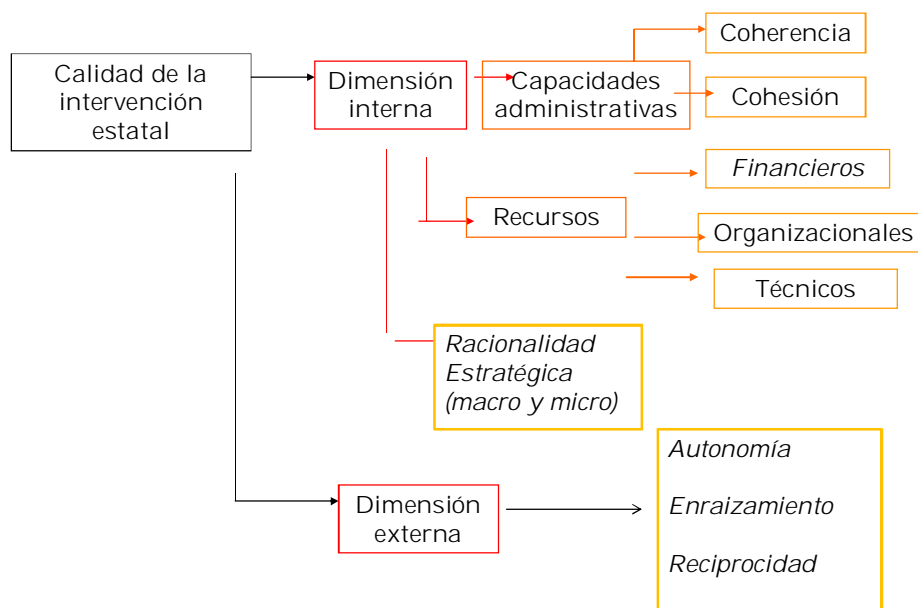 Calidad de la
intervención
estatal
Dimensión
interna
Capacidades
administrativas
Coherencia
Cohesión
Financieros
Recursos
Organizacionales
Técnicos
Racionalidad
Estratégica
(macro y micro)
Dimensión
externa
Autonomía
Enraizamiento
Reciprocidad